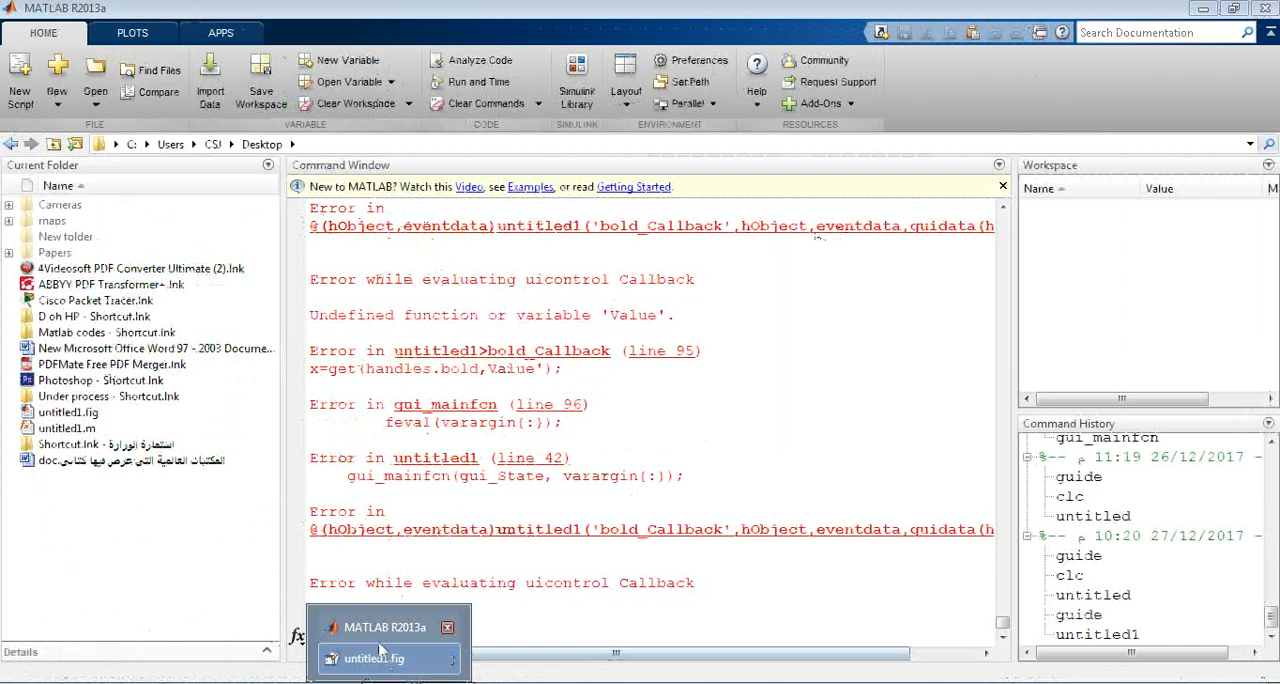 MATLAB R2013a
HOME
PLOTS
APPS
Search Documentation
New Script
New
Open
Find Files
Compare
Import Data
Save Workspace
New Variable
Open Variable
Clear Workspace
Analyze Code
Run and Time
Clear Commands
Simulink Library
Layout
Preferences
Set Path
Parallel
Help
Community
Request Support
Add-Ons
FILE
VARIABLE
CODE
SIMULINK
ENVIRONMENT
RESOURCES
C: Users CSJ Desktop
Current Folder
Name
Cameras
maps
New folder
Papers
4Videosoft PDF Converter Ultimate (2).lnk
ABBYY PDF Transformer+.lnk
Cisco Packet Tracer.lnk
D oh HP - Shortcut.lnk
Matlab codes - Shortcut.lnk
New Microsoft Office Word 97 - 2003 Docume...
PDFMate Free PDF Merger.lnk
Photoshop - Shortcut.lnk
Under process - Shortcut.lnk
untitled1.fig
untitled1.m
استمارة الوزارة - Shortcut.lnk
المكتبات العالمية التي عرض فيها كتابي.doc
Details
Command Window
New to MATLAB? Watch this Video, see Examples, or read Getting Started.
Error in
@(hObject,eventdata)untitled1('bold_Callback',hObject,eventdata,guidata(h
Error while evaluating uicontrol Callback
Undefined function or variable 'Value'.
Error in untitled1>bold_Callback (line 95)
x=get(handles.bold,Value');
Error in gui_mainfcn (line 96)
feval(varargin{:});
Error in untitled1 (line 42)
gui_mainfcn(gui_State, varargin{:});
Error in
@(hObject,eventdata)untitled1('bold_Callback',hObject,eventdata,guidata(h
Error while evaluating uicontrol Callback
fx
MATLAB R2013a
untitled1.fig
Workspace
Name
Value
M
Command History
gui_mainfcn
%-- 11:19 م 26/12/2017 -
guide
clc
untitled
%-- 10:20 م 27/12/2017 -
guide
clc
untitled
guide
untitled1